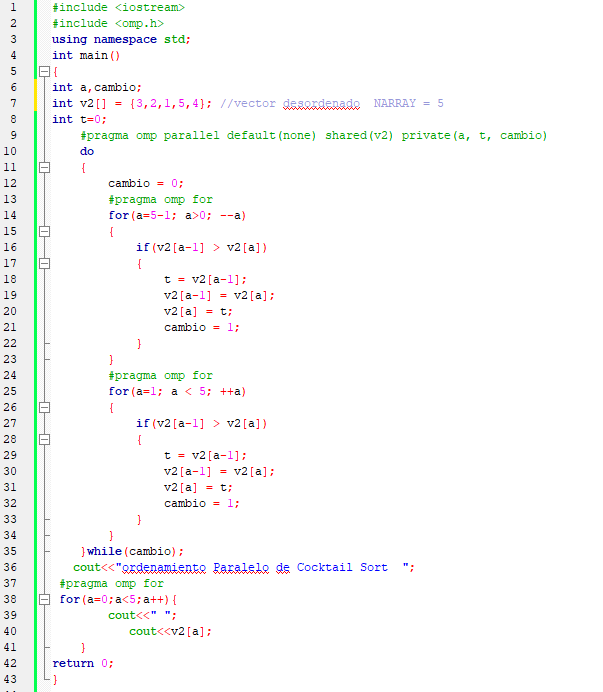 1 #include <iostream>
2 #include <omp.h>
3 using namespace std;
4 int main()
5 {
6 int a,cambio;
7 int v2[] = {3,2,1,5,4}; //vector desordenado  NARRAY = 5
8 int t=0;
9     #pragma omp parallel default(none) shared(v2) private(a, t, cambio)
10     do
11     {
12         cambio = 0;
13         #pragma omp for
14         for(a=5-1; a>0; --a)
15         {
16             if(v2[a-1] > v2[a])
17             {
18                 t = v2[a-1];
19                 v2[a-1] = v2[a];
20                 v2[a] = t;
21                 cambio = 1;
22             }
23         }
24         #pragma omp for
25         for(a=1; a < 5; ++a)
26         {
27             if(v2[a-1] > v2[a])
28             {
29                 t = v2[a-1];
30                 v2[a-1] = v2[a];
31                 v2[a] = t;
32                 cambio = 1;
33             }
34         }
35     }while(cambio);
36    cout<<"ordenamiento Paralelo de Cocktail Sort  ";
37  #pragma omp for
38  for(a=0;a<5;a++){
39         cout<<" ";
40            cout<<v2[a];
41     }
42 return 0;
43 }